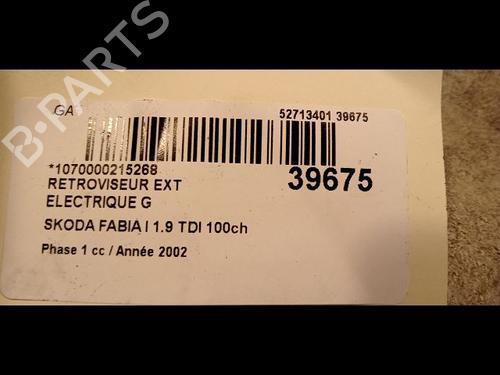 B-PARTS
GA
52713401 39675
*1070000215268
39675
RETROVISEUR EXT
ELECTRIQUE G
SKODA FABIA I 1.9 TDI 100ch
Phase 1 cc / Année 2002